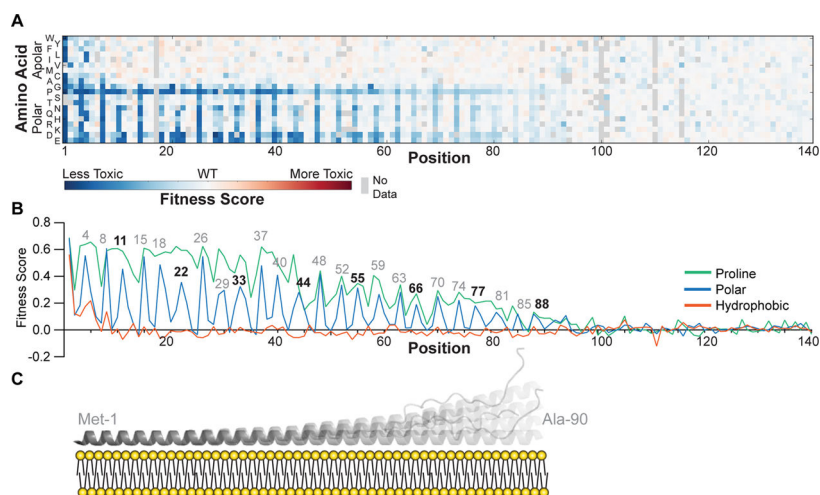 A
Amino Acid
Apolar
Polar
W
Y
F
I
L
V
M
C
A
G
P
S
T
N
Q
H
R
K
D
E
1 20 40 60 80 100 120 140
Position
Less Toxic WT More Toxic
Fitness Score
No
Data
B
Fitness Score
0.8
0.6
0.4
0.2
0.0
-0.2
4 8 11 15 18 22 26 29 33 37 40 44 48 52 55 59 63 66 70 74 77 81 85 88
Proline
Polar
Hydrophobic
20 40 60 80 100 120 140
Position
C
Met-1
Ala-90